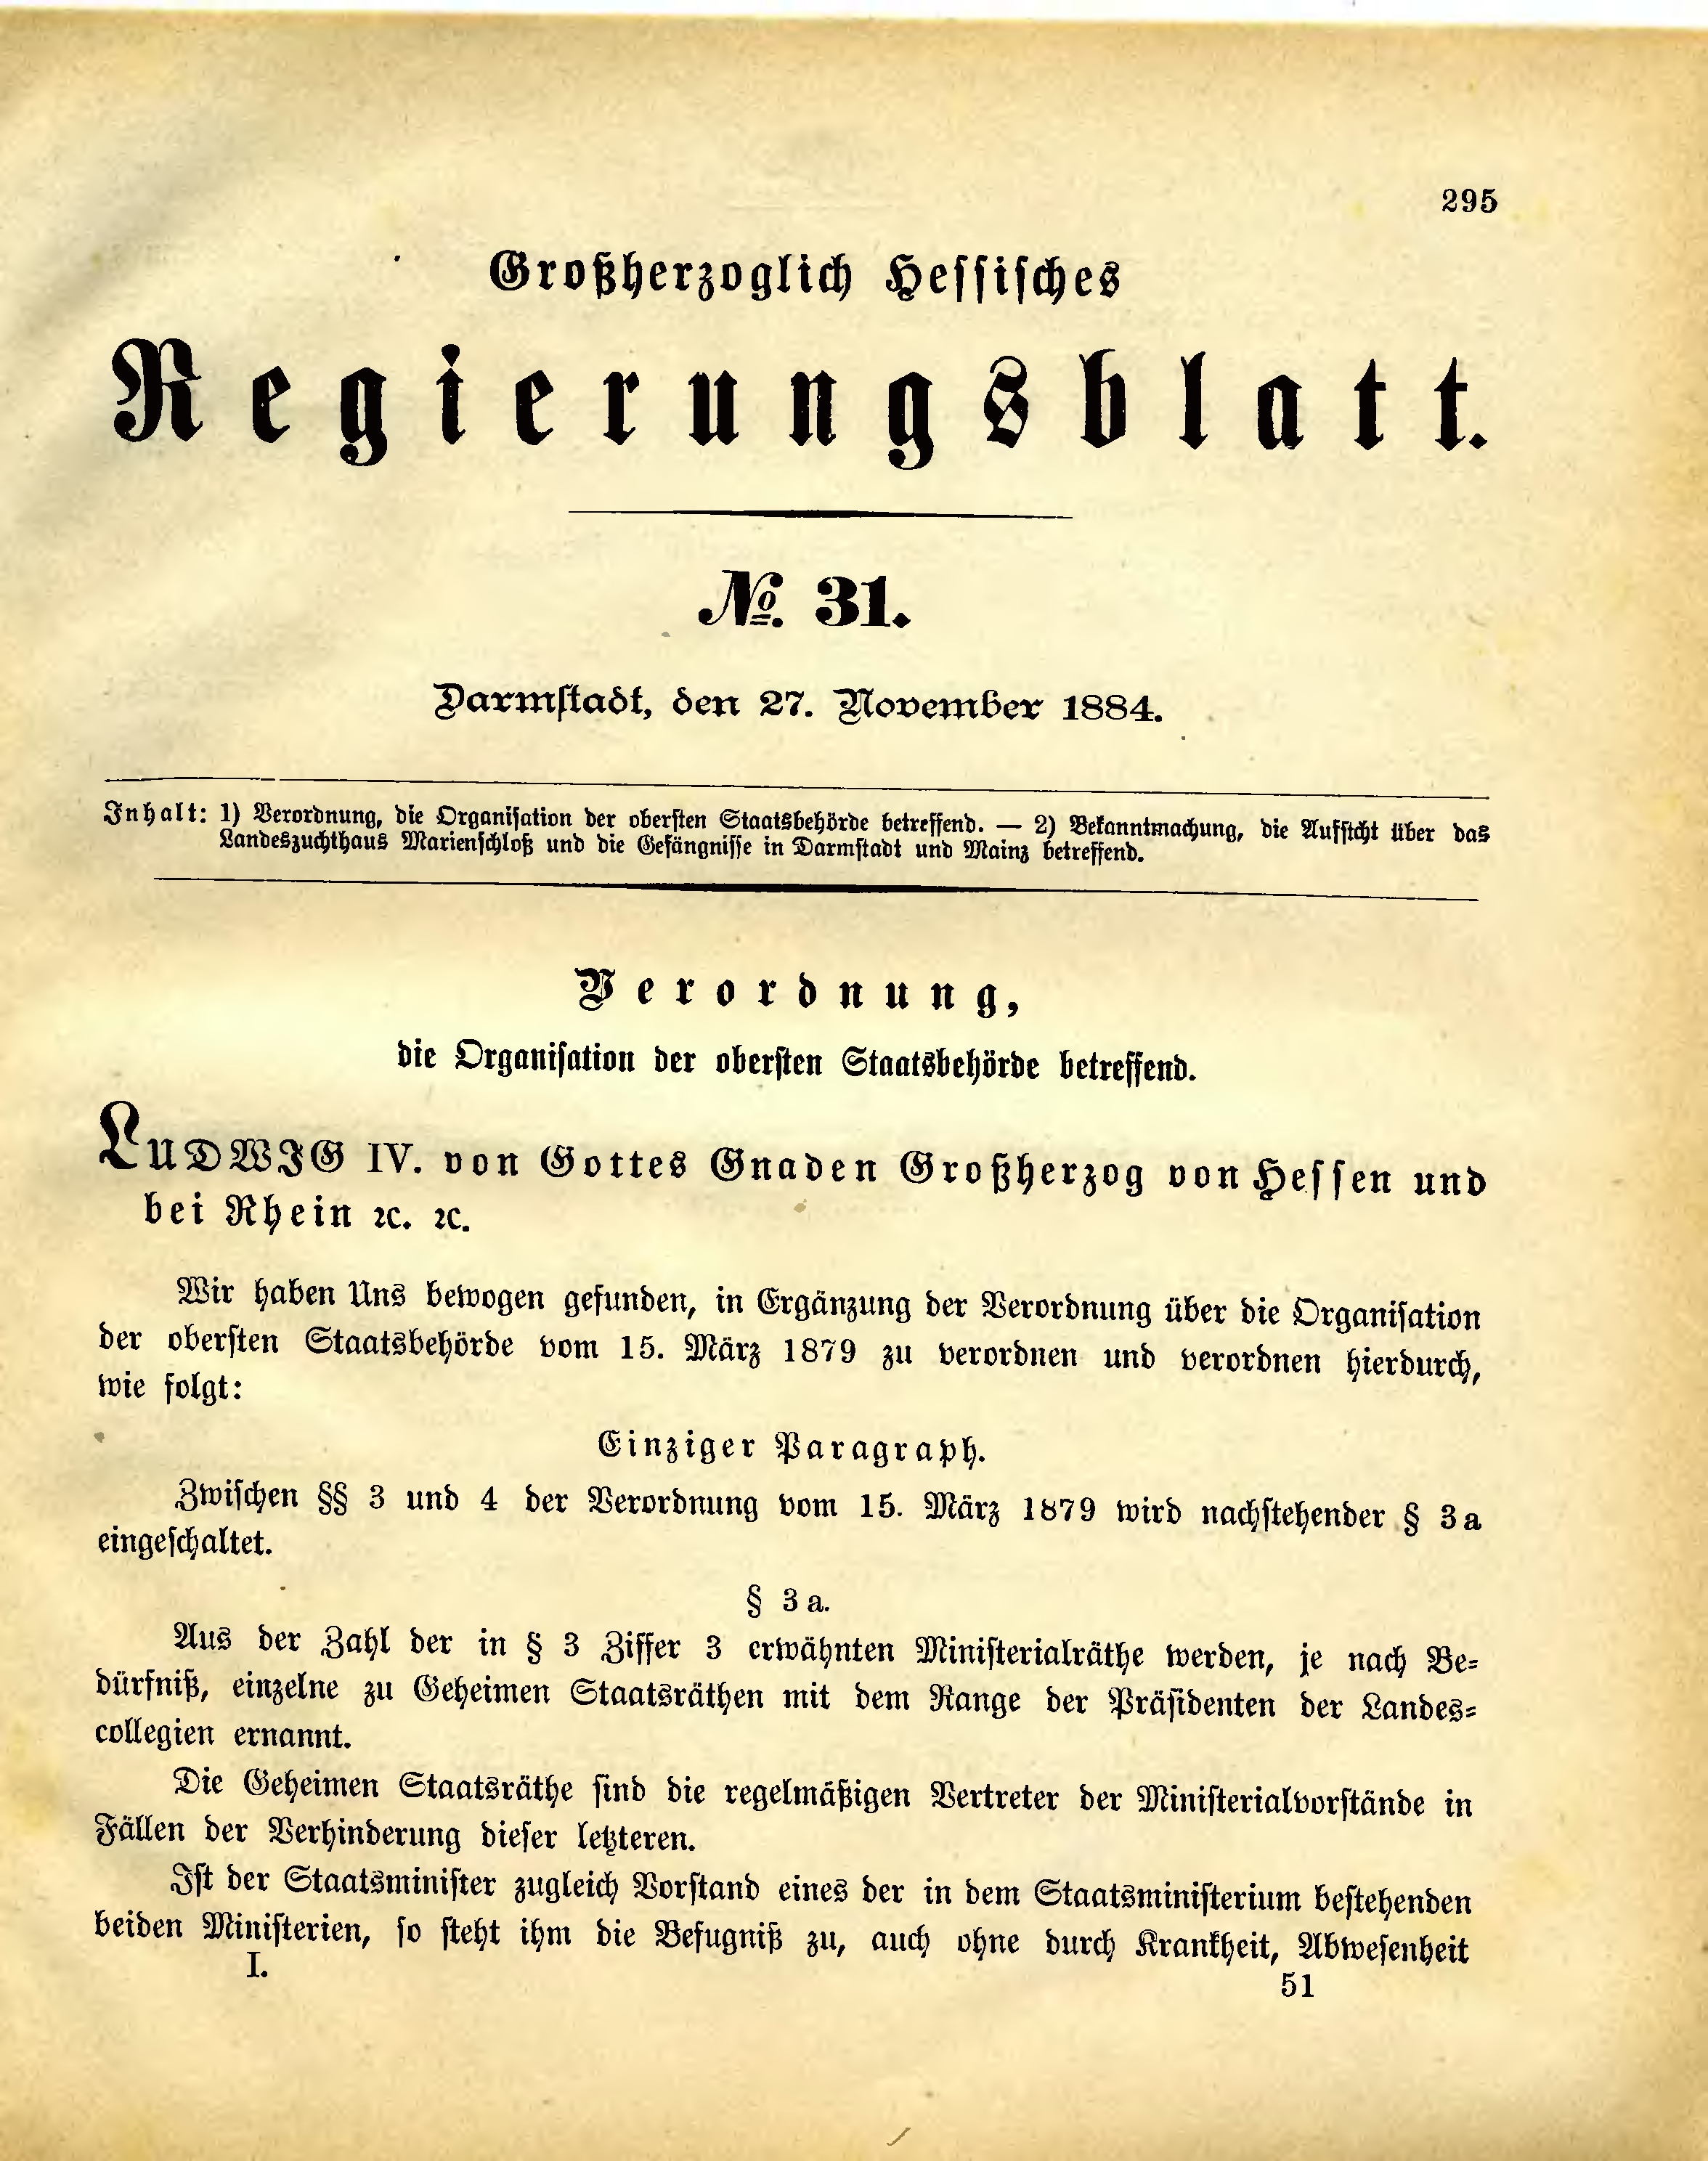 295
Großherzoglich Hessisches
Regierungsblatt.
№. 31.
Darmstadt, den 27. November 1884.
Inhalt: 1) Verordnung, die Organisation der obersten Staatsbehörde betreffend. — 2) Bekanntmachung, die Aufsicht über das
Landeszuchthaus Marienschloß und die Gefängnisse in Darmstadt und Mainz betreffend.
Verordnung,
die Organisation der obersten Staatsbehörde betreffend.
LUDWIG IV. von Gottes Gnaden Großherzog von Hessen und
bei Rhein ꝛc. ꝛc.
Wir haben Uns bewogen gefunden, in Ergänzung der Verordnung über die Organisation
der obersten Staatsbehörde vom 15. März 1879 zu verordnen und verordnen hierdurch,
wie folgt:
Einziger Paragraph.
Zwischen §§ 3 und 4 der Verordnung vom 15. März 1879 wird nachstehender § 3a
eingeschaltet.
§ 3a.
Aus der Zahl der in § 3 Ziffer 3 erwähnten Ministerialräthe werden, je nach Be-
dürfniß, einzelne zu Geheimen Staatsräthen mit dem Range der Präsidenten der Landes-
collegien ernannt.
Die Geheimen Staatsräthe sind die regelmäßigen Vertreter der Ministerialvorstände in
Fällen der Verhinderung dieser letzteren.
Ist der Staatsminister zugleich Vorstand eines der in dem Staatsministerium bestehenden
beiden Ministerien, so steht ihm die Befugniß zu, auch ohne durch Krankheit, Abwesenheit
I.
51